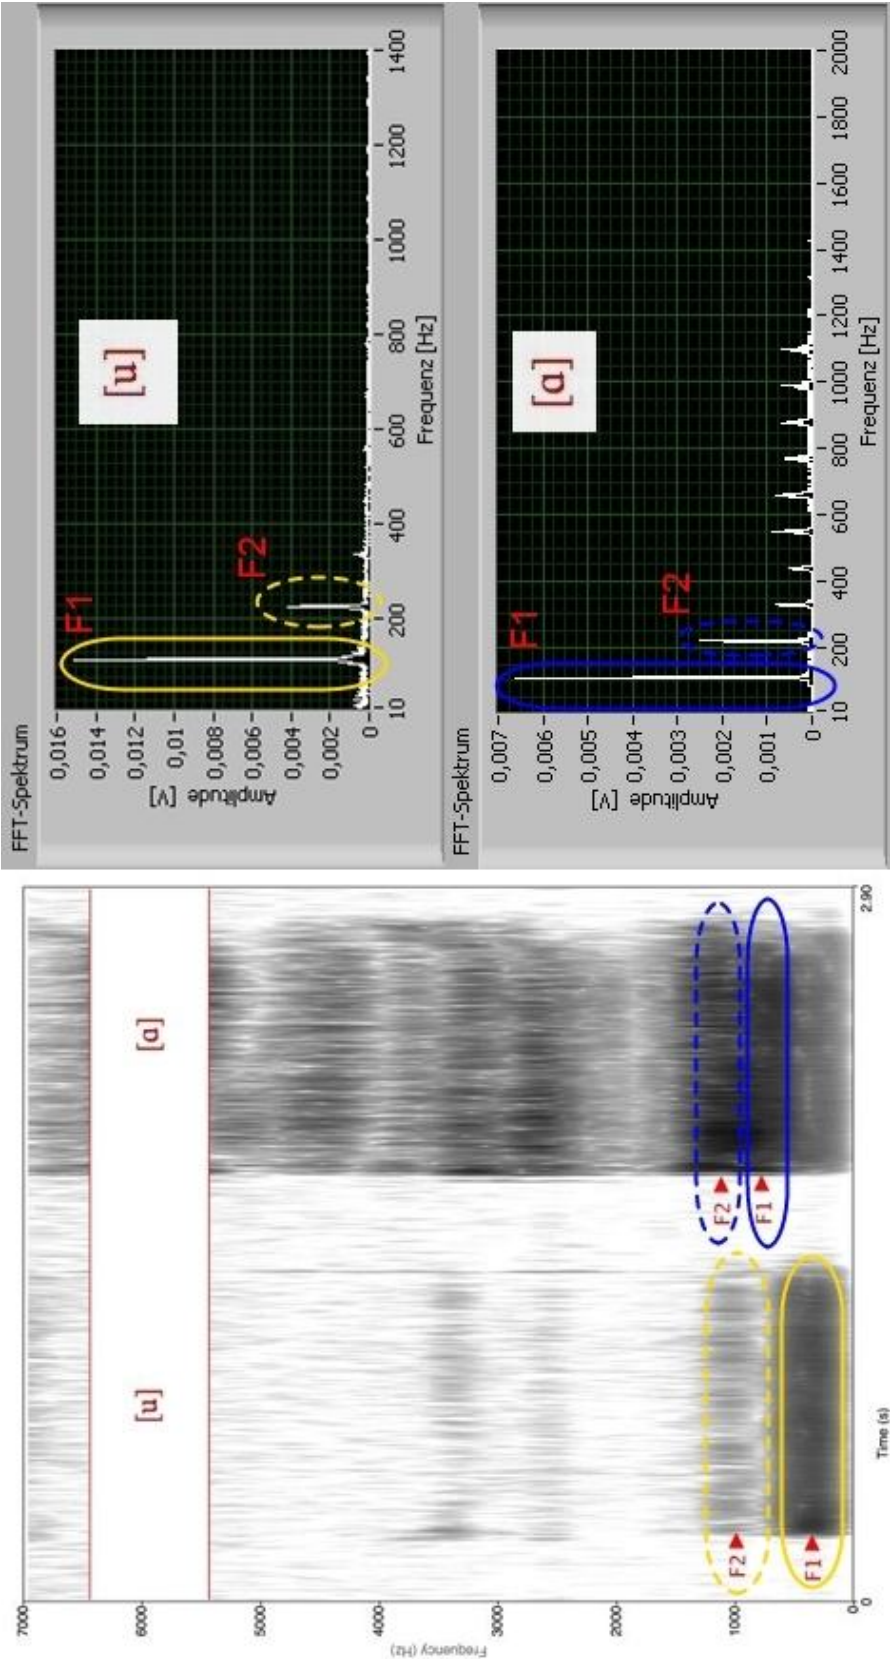 7000
6000
[u]
[ɑ]
5000
4000
3000
2000
1000
0
Frequency (Hz)
F2
F1
F2
F1
0
2.90
Time (s)
FFT-Spektrum
0,016
0,014
0,012
0,01
0,008
0,006
0,004
0,002
0
Amplitude [V]
F1
F2
[u]
10 200 400 600 800 1000 1200 1400
Frequenz [Hz]
FFT-Spektrum
0,007
0,006
0,005
0,004
0,003
0,002
0,001
0
Amplitude [V]
F1
F2
[ɑ]
10 200 400 600 800 1000 1200 1400 1600 1800 2000
Frequenz [Hz]